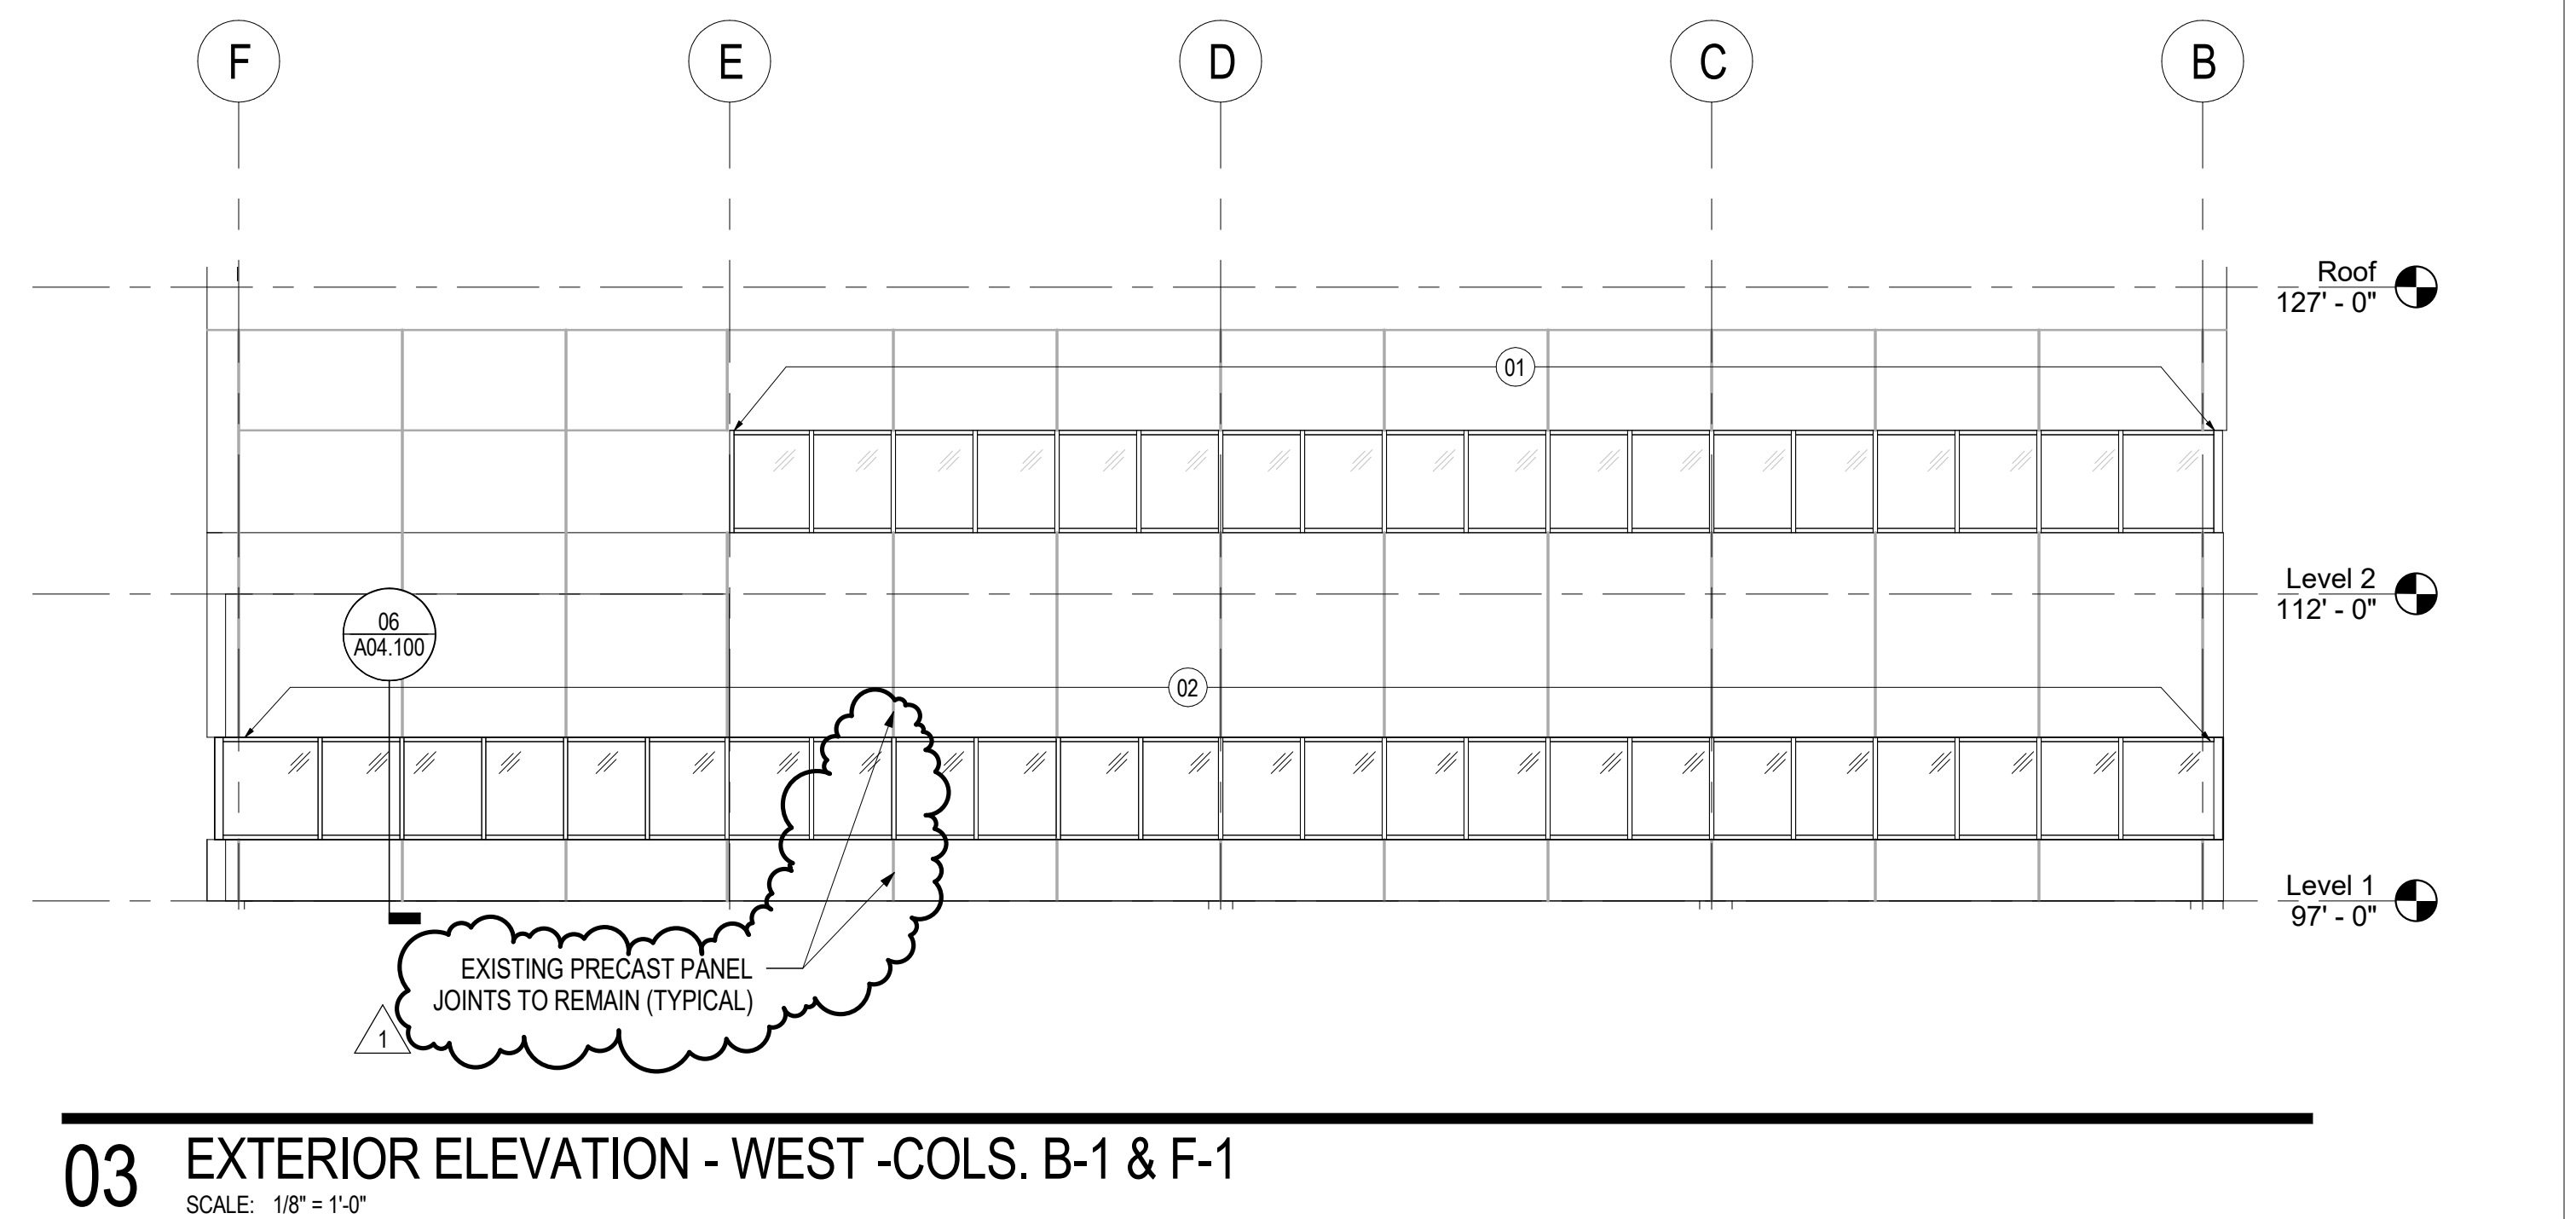 F
E
D
C
B
Roof
127' - 0"
01
Level 2
112' - 0"
06
A04.100
02
Level 1
97' - 0"
EXISTING PRECAST PANEL
JOINTS TO REMAIN (TYPICAL)
1
03
EXTERIOR ELEVATION - WEST -COLS. B-1 & F-1
SCALE: 1/8" = 1'-0"